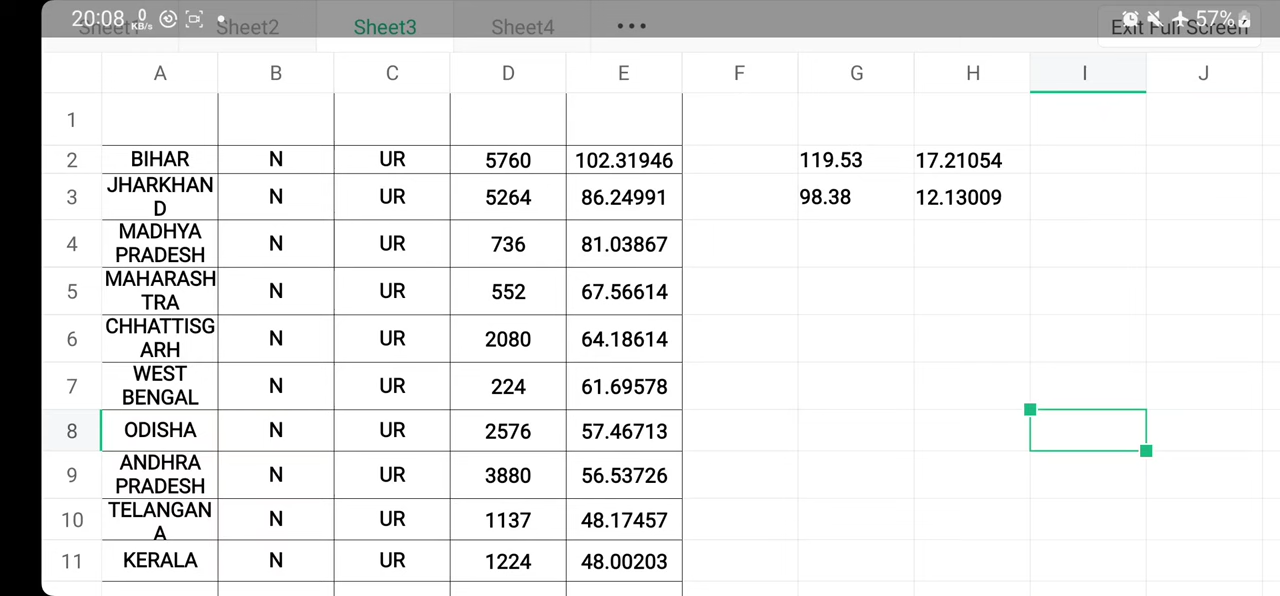 20:08 0 KB/s 57%
Sheet1 Sheet2 Sheet3 Sheet4 ••• Exit Full Screen
A B C D E F G H I J
1
2 BIHAR N UR 5760 102.31946 119.53 17.21054
3 JHARKHAN
D N UR 5264 86.24991 98.38 12.13009
4 MADHYA
PRADESH N UR 736 81.03867
5 MAHARASH
TRA N UR 552 67.56614
6 CHHATTISG
ARH N UR 2080 64.18614
7 WEST
BENGAL N UR 224 61.69578
8 ODISHA N UR 2576 57.46713
9 ANDHRA
PRADESH N UR 3880 56.53726
10 TELANGAN
A N UR 1137 48.17457
11 KERALA N UR 1224 48.00203